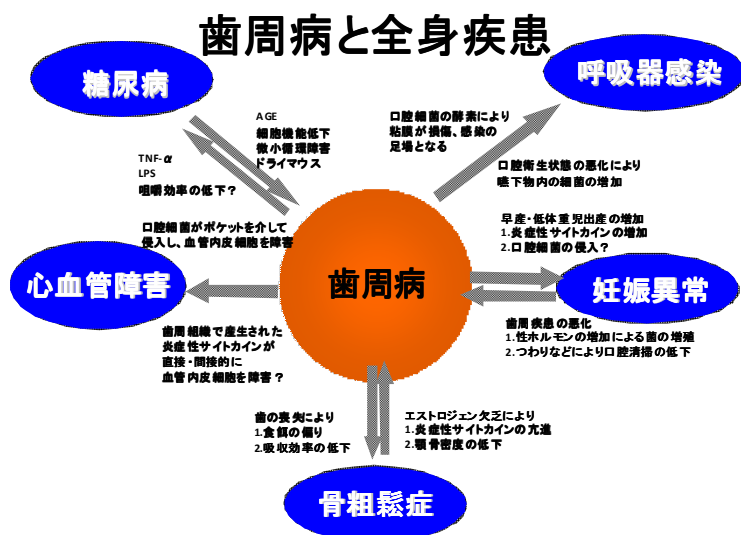 歯周病と全身疾患
糖尿病
呼吸器感染
AGE
細胞機能低下
微小循環障害
ドライマウス
TNF-α
LPS
咀嚼効率の低下？
口腔細菌の酵素により
粘膜が損傷、感染の
足場となる
口腔衛生状態の悪化により
嚥下物内の細菌の増加
口腔細菌がポケットを介して
侵入し、血管内皮細胞を障害
早産・低体重児出産の増加
1.炎症性サイトカインの増加
2.口腔細菌の侵入？
心血管障害
歯周病
妊娠異常
歯周組織で産生された
炎症性サイトカインが
直接・間接的に
血管内皮細胞を障害？
歯周疾患の悪化
1.性ホルモンの増加による菌の増殖
2.つわりなどにより口腔清掃の低下
歯の喪失により
1.食餌の偏り
2.吸収効率の低下
エストロジェン欠乏により
1.炎症性サイトカインの亢進
2.顎骨密度の低下
骨粗鬆症